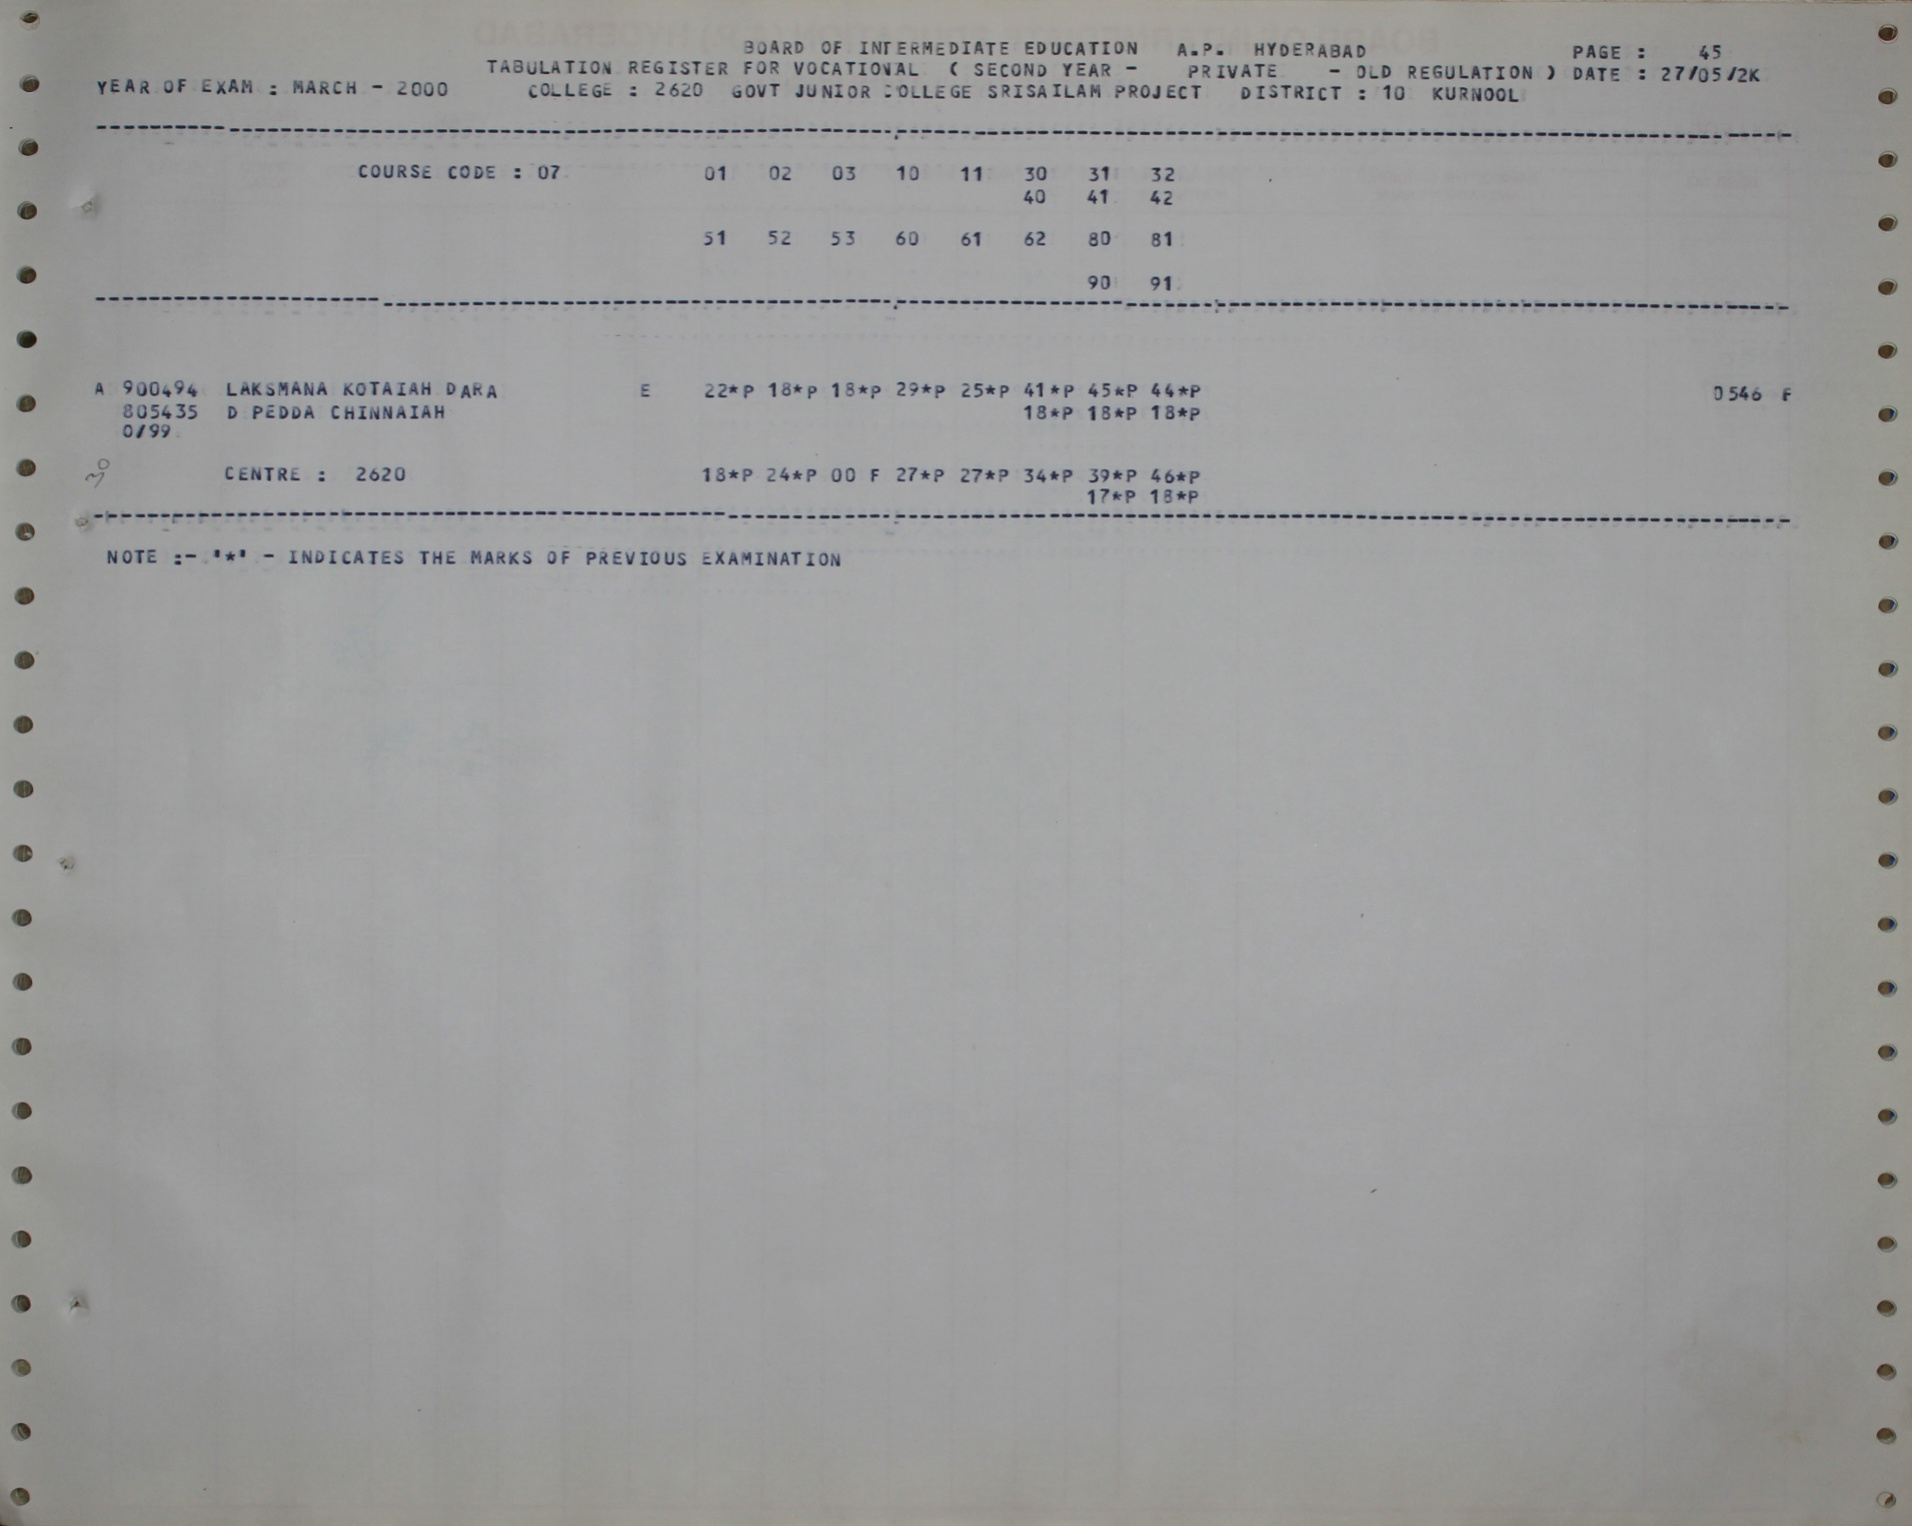 BOARD OF INTERMEDIATE EDUCATION A.P. HYDERABAD PAGE : 45
TABULATION REGISTER FOR VOCATIONAL ( SECOND YEAR - PRIVATE - OLD REGULATION ) DATE : 27/05/2K
YEAR OF EXAM : MARCH - 2000 COLLEGE : 2620 GOVT JUNIOR COLLEGE SRISAILAM PROJECT DISTRICT : 10 KURNOOL
COURSE CODE : 07 01 02 03 10 11 30 31 32
40 41 42
51 52 53 60 61 62 80 81
90 91
A 900494 LAKSMANA KOTAIAH DARA E 22*P 18*P 18*P 29*P 25*P 41*P 45*P 44*P 0546 F
805435 D PEDDA CHINNAIAH 18*P 18*P 18*P
0/99
CENTRE : 2620 18*P 24*P 00 F 27*P 27*P 34*P 39*P 46*P
17*P 18*P
NOTE :- '*' - INDICATES THE MARKS OF PREVIOUS EXAMINATION